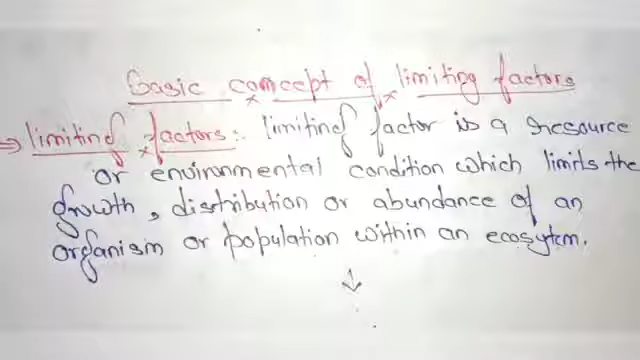 Basic concept of limiting factors
→ limiting factors:. limiting factor is a resource
or environmental condition which limits the
growth, distribution or abundance of an
organism or population within an ecosytem.
↓